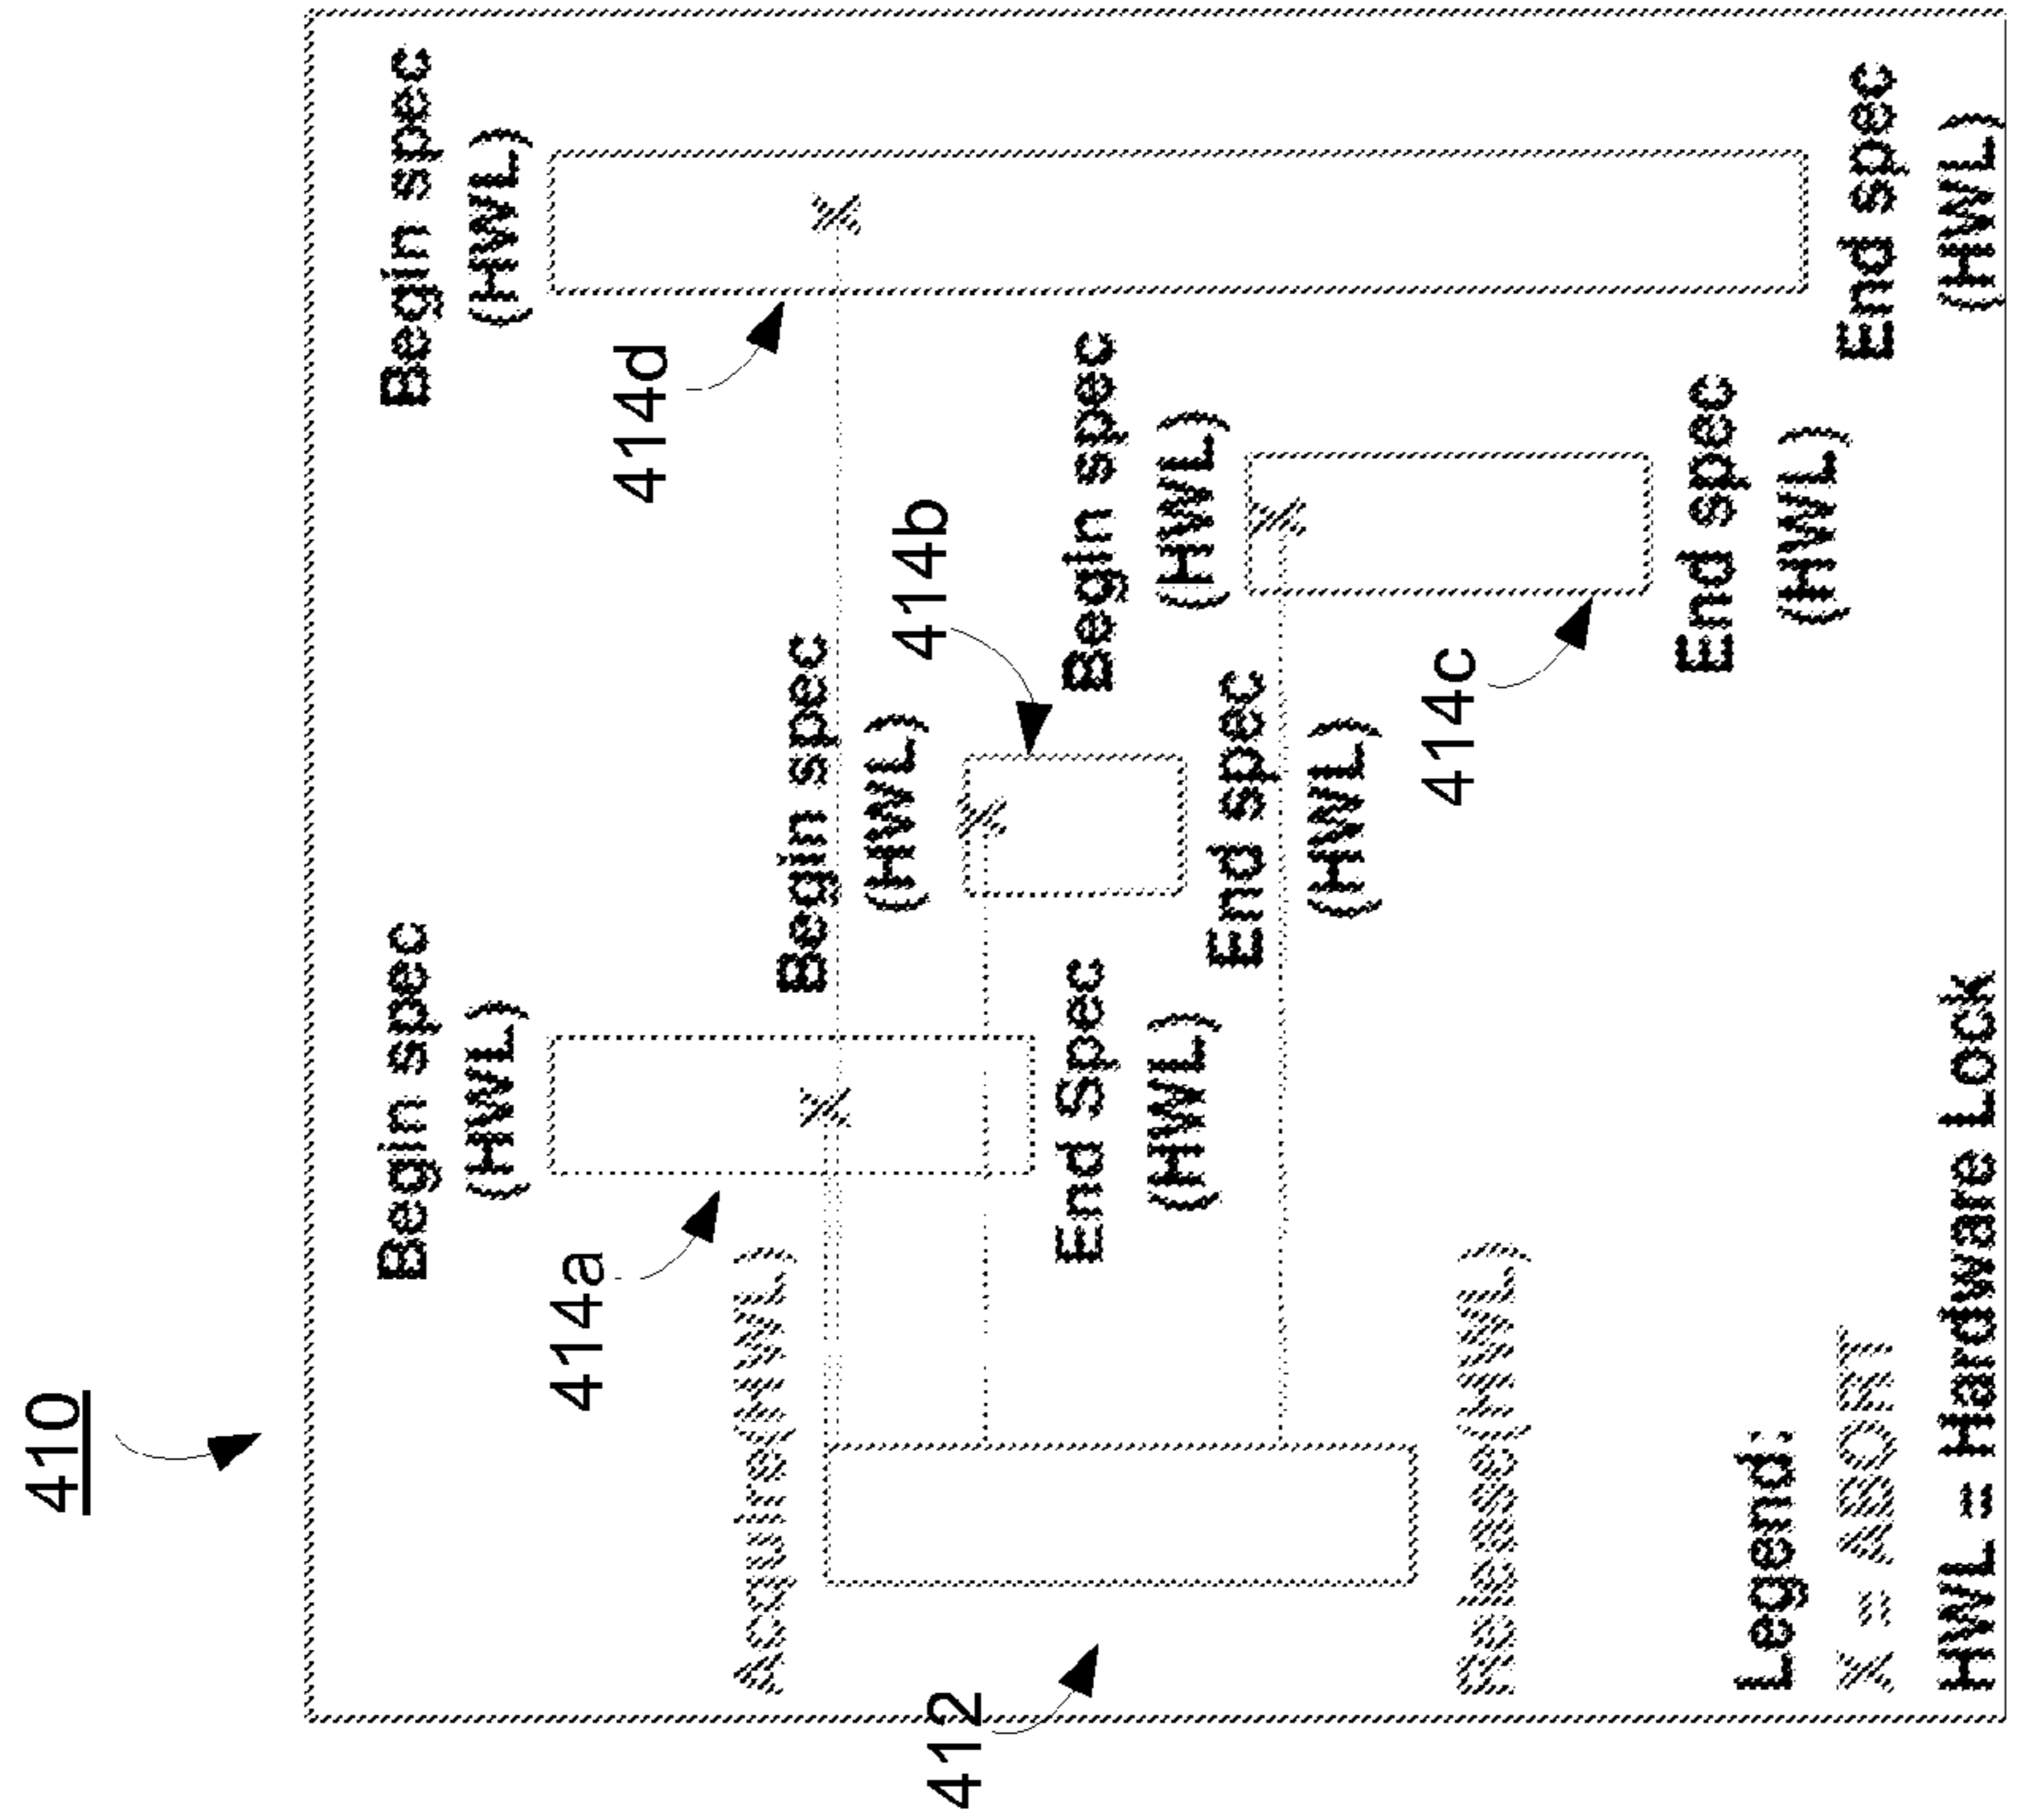 410
Begin spec
(HWL)
Begin spec
(HWL)
414a
414d
Acquire(HWL)
Begin spec
(HWL)
414b
412
End Spec
(HWL)
Begin spec
(HWL)
End spec
(HWL)
414c
Release(HWL)
End spec
(HWL)
End spec
(HWL)
Legend:
X = ABORT
HWL = Hardware Lock